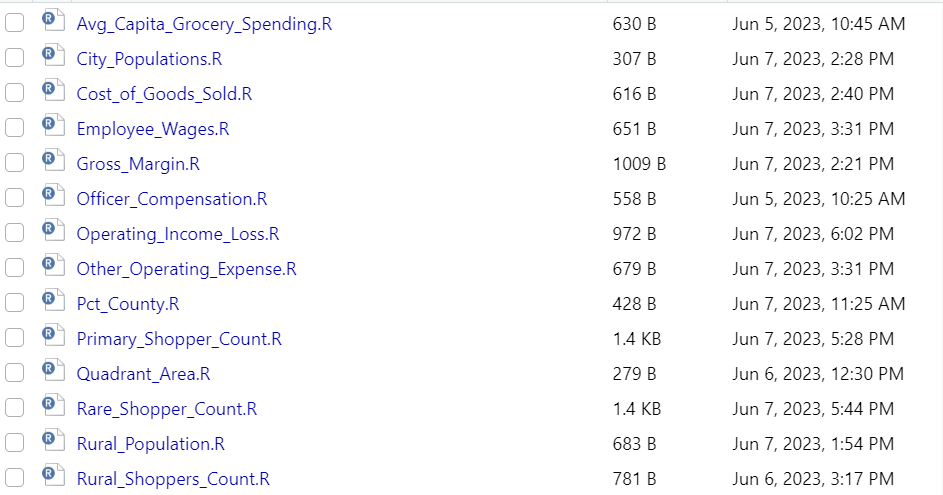 Avg_Capita_Grocery_Spending.R 630 B Jun 5, 2023, 10:45 AM
City_Populations.R 307 B Jun 7, 2023, 2:28 PM
Cost_of_Goods_Sold.R 616 B Jun 7, 2023, 2:40 PM
Employee_Wages.R 651 B Jun 7, 2023, 3:31 PM
Gross_Margin.R 1009 B Jun 7, 2023, 2:21 PM
Officer_Compensation.R 558 B Jun 5, 2023, 10:25 AM
Operating_Income_Loss.R 972 B Jun 7, 2023, 6:02 PM
Other_Operating_Expense.R 679 B Jun 7, 2023, 3:31 PM
Pct_County.R 428 B Jun 7, 2023, 11:25 AM
Primary_Shopper_Count.R 1.4 KB Jun 7, 2023, 5:28 PM
Quadrant_Area.R 279 B Jun 6, 2023, 12:30 PM
Rare_Shopper_Count.R 1.4 KB Jun 7, 2023, 5:44 PM
Rural_Population.R 683 B Jun 7, 2023, 1:54 PM
Rural_Shoppers_Count.R 781 B Jun 6, 2023, 3:17 PM